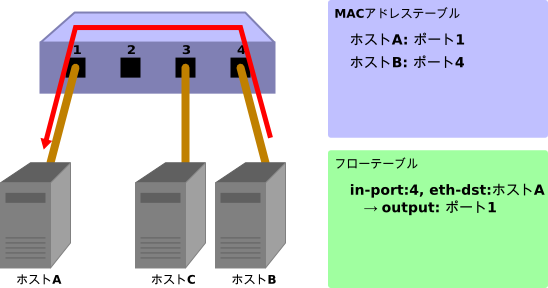 1 2 3 4
ホストA
ホストC
ホストB
MACアドレステーブル
ホストA: ポート1
ホストB: ポート4
フローテーブル
in-port:4, eth-dst:ホストA
→ output: ポート1